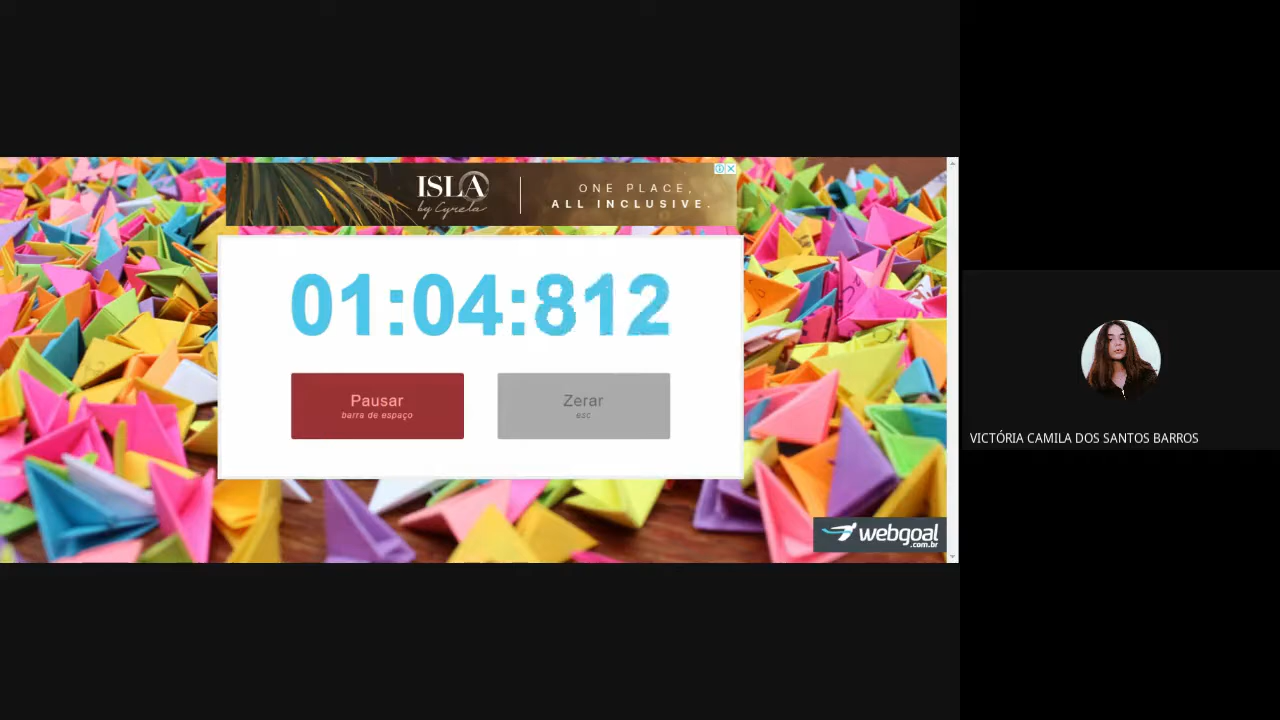 ISLA
by Cyrela
ONE PLACE,
ALL INCLUSIVE.
01:04:812
Pausar
barra de espaço
Zerar
esc
webgoal
.com.br
VICTÓRIA CAMILA DOS SANTOS BARROS